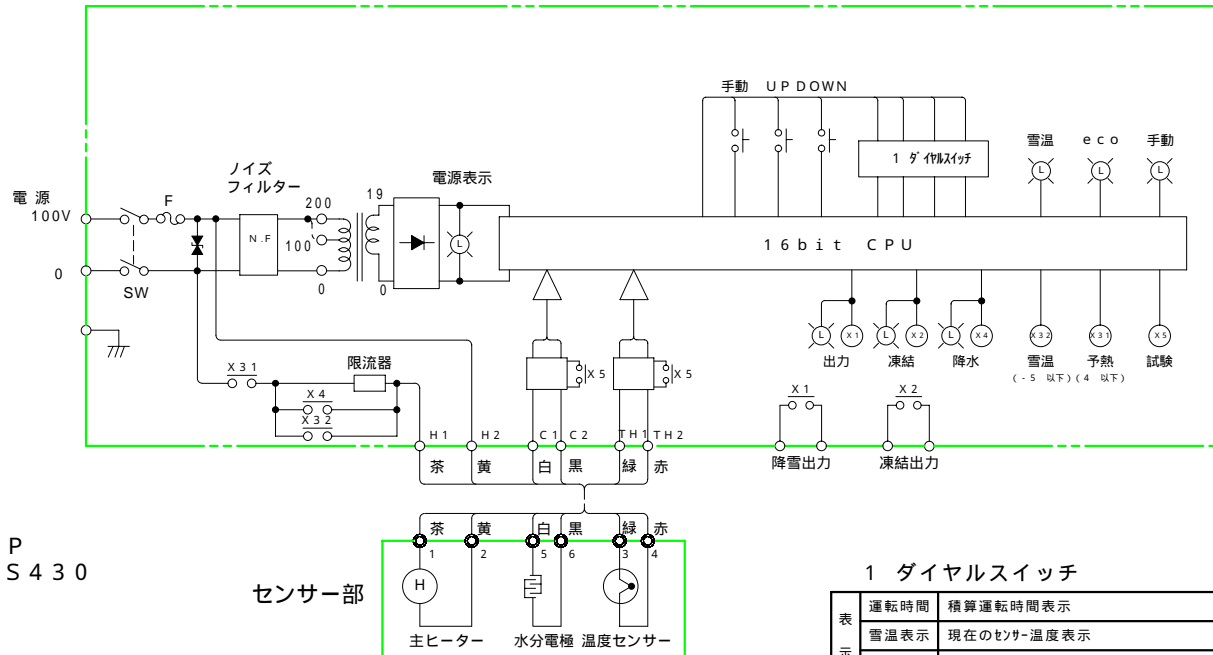 手動 UP DOWN
1 ダイヤルスイッチ
雪温 eco 手動
L L L
ノイズ
フィルター
電源表示
電源
100V
F
N.F
200
100
0
19
0
L
16bit CPU
0
SW
L X1 L X2 L X4 X32 X31 X5
出力 凍結 降水 雪温 予熱 試験
(-5 以下) (4 以下)
X31
限流器
X4
X32
X5 X5
X1 X2
H1 H2 C1 C2 TH1 TH2
降雪出力 凍結出力
茶 黄 白 黒 緑 赤
茶 黄 白 黒 緑 赤
1 2 5 6 3 4
P
S430
センサー部
H
主ヒーター 水分電極 温度センサー
1 ダイヤルスイッチ
表示
運転時間 積算運転時間表示
雪温表示 現在のセンサー温度表示